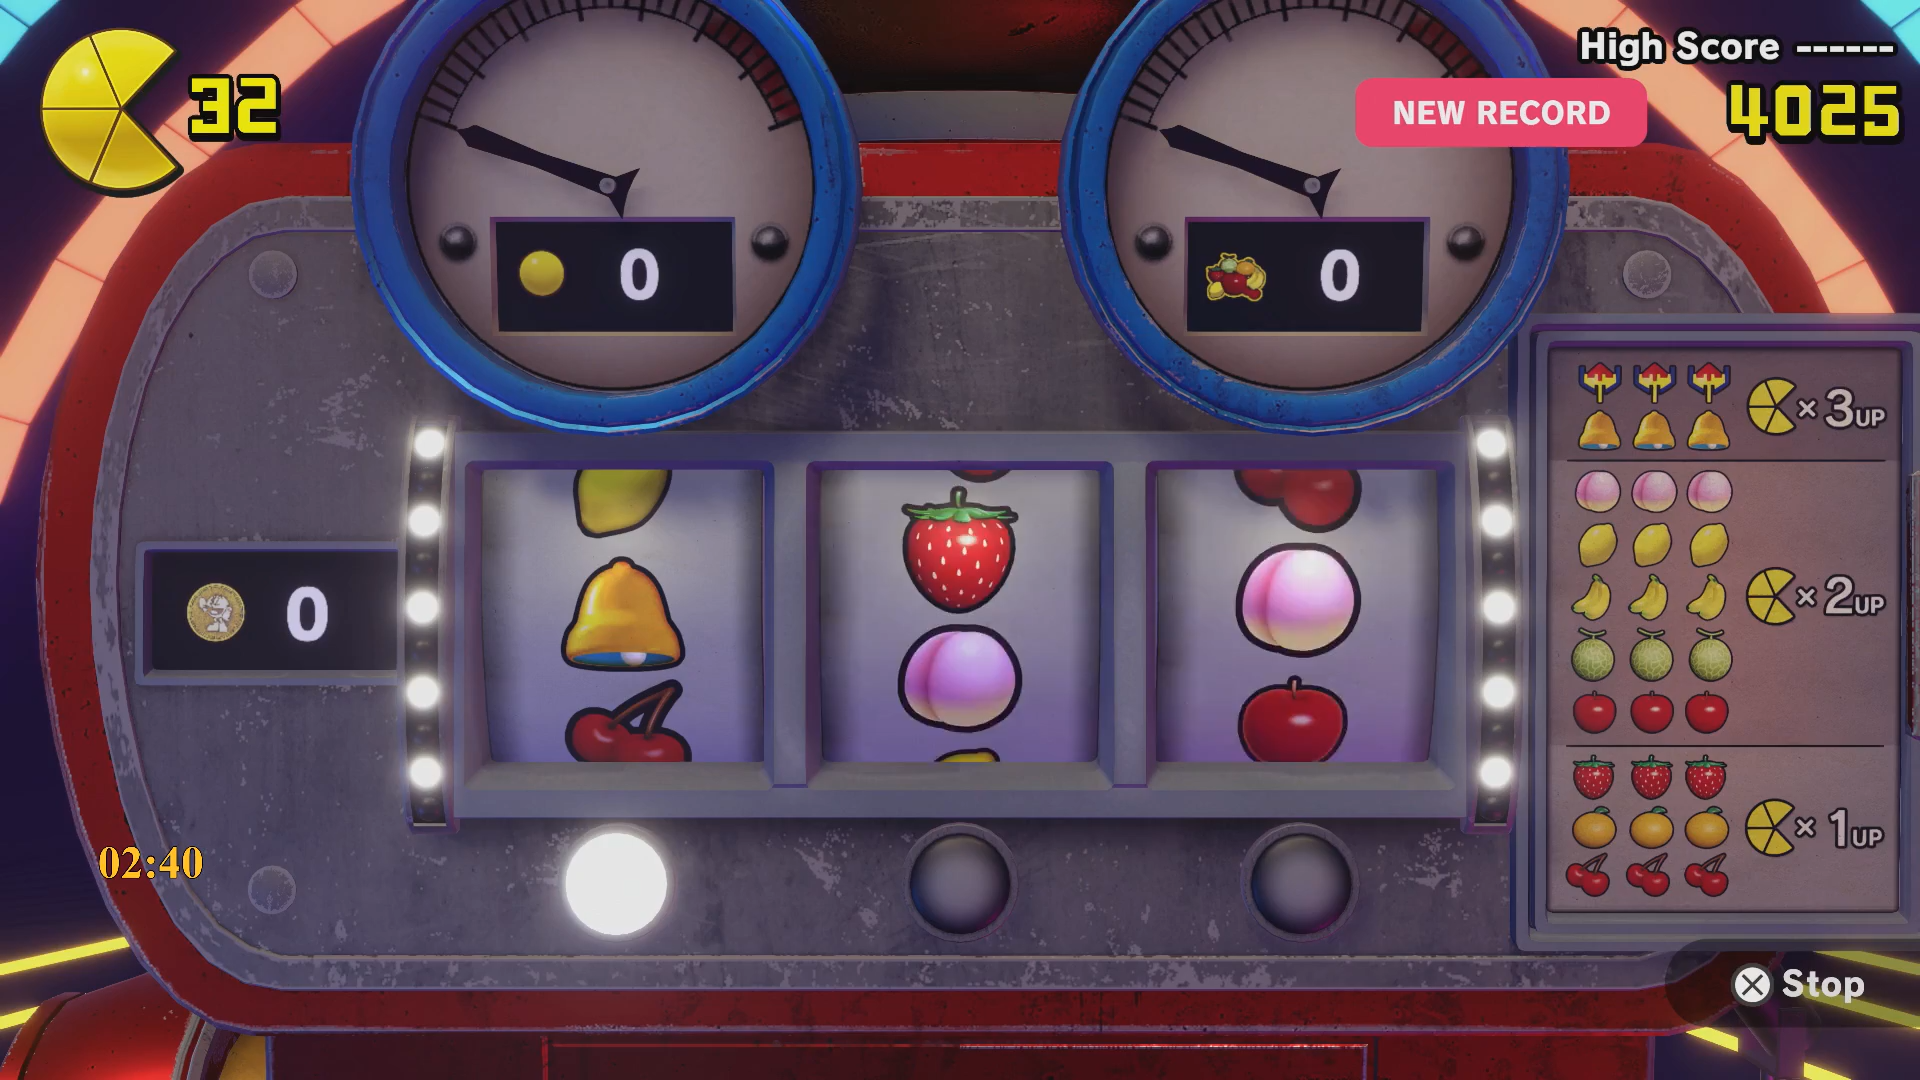 32
High Score ------
NEW RECORD
4025
0
0
× 3UP
0
× 2UP
× 1UP
02:40
Stop